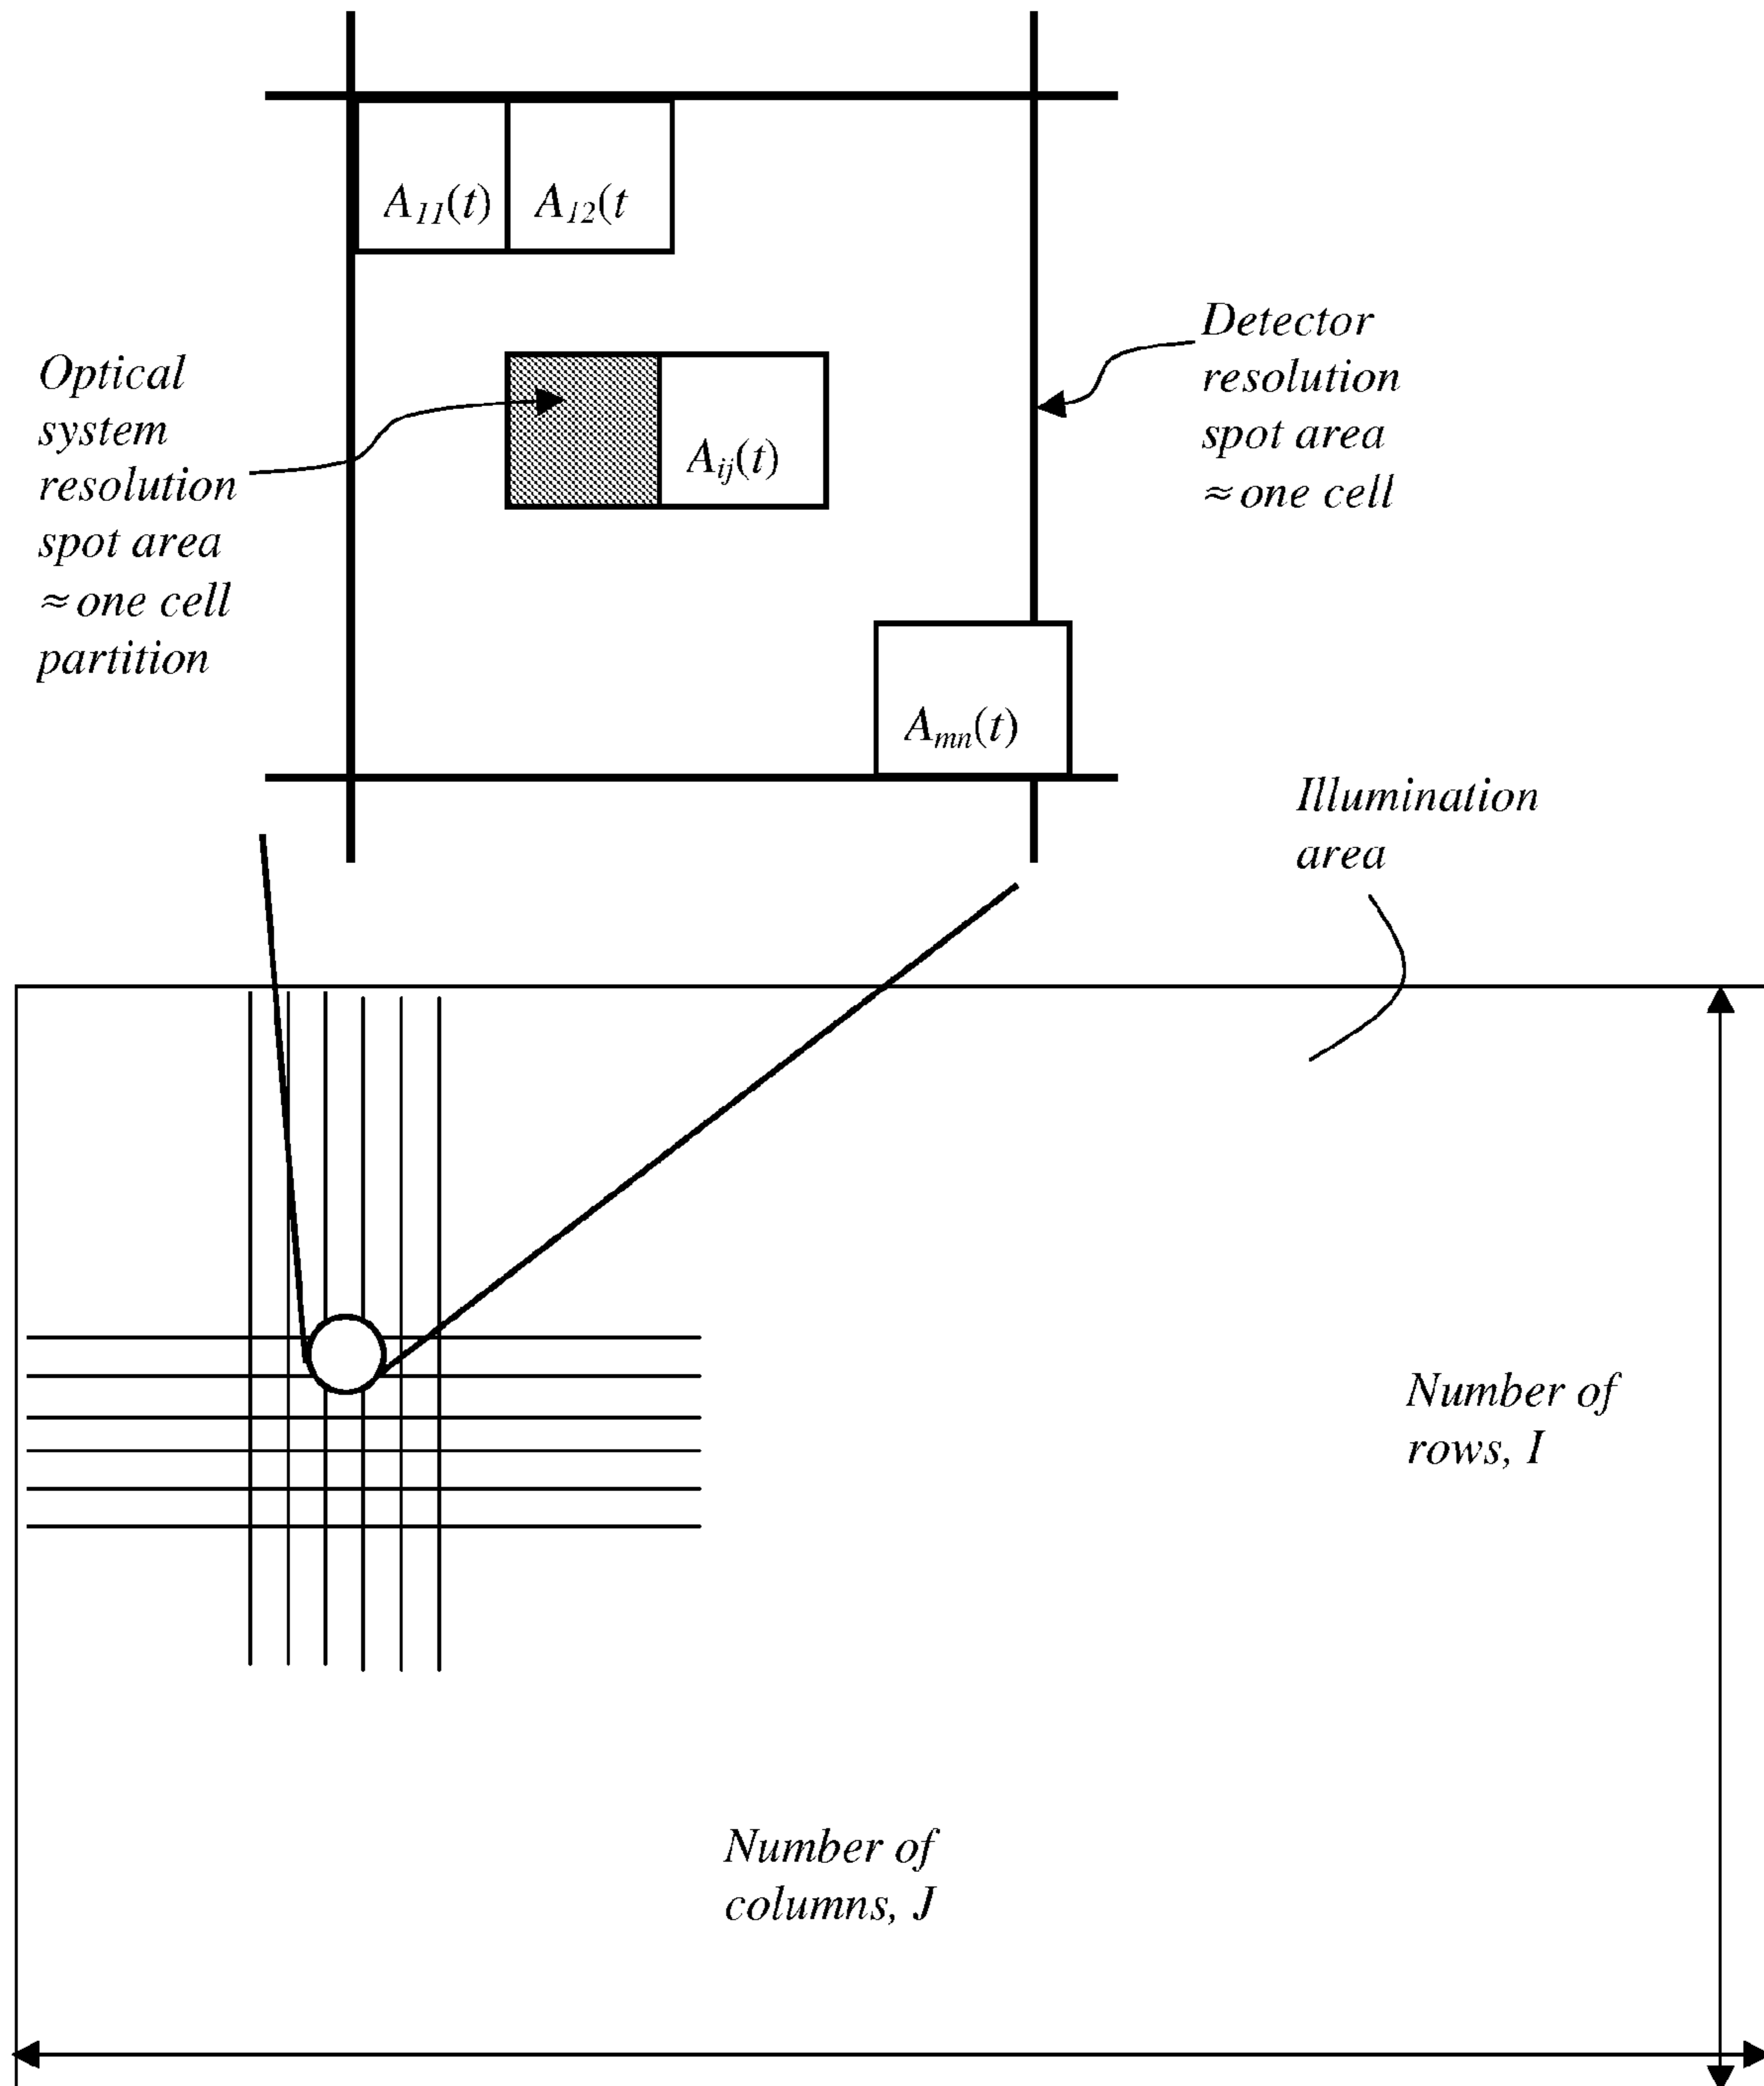 A11(t) A12(t
Detector
resolution
spot area
≈ one cell
Optical
system
resolution
spot area
≈ one cell
partition
Aij(t)
Amn(t)
Illumination
area
Number of
rows, I
Number of
columns, J